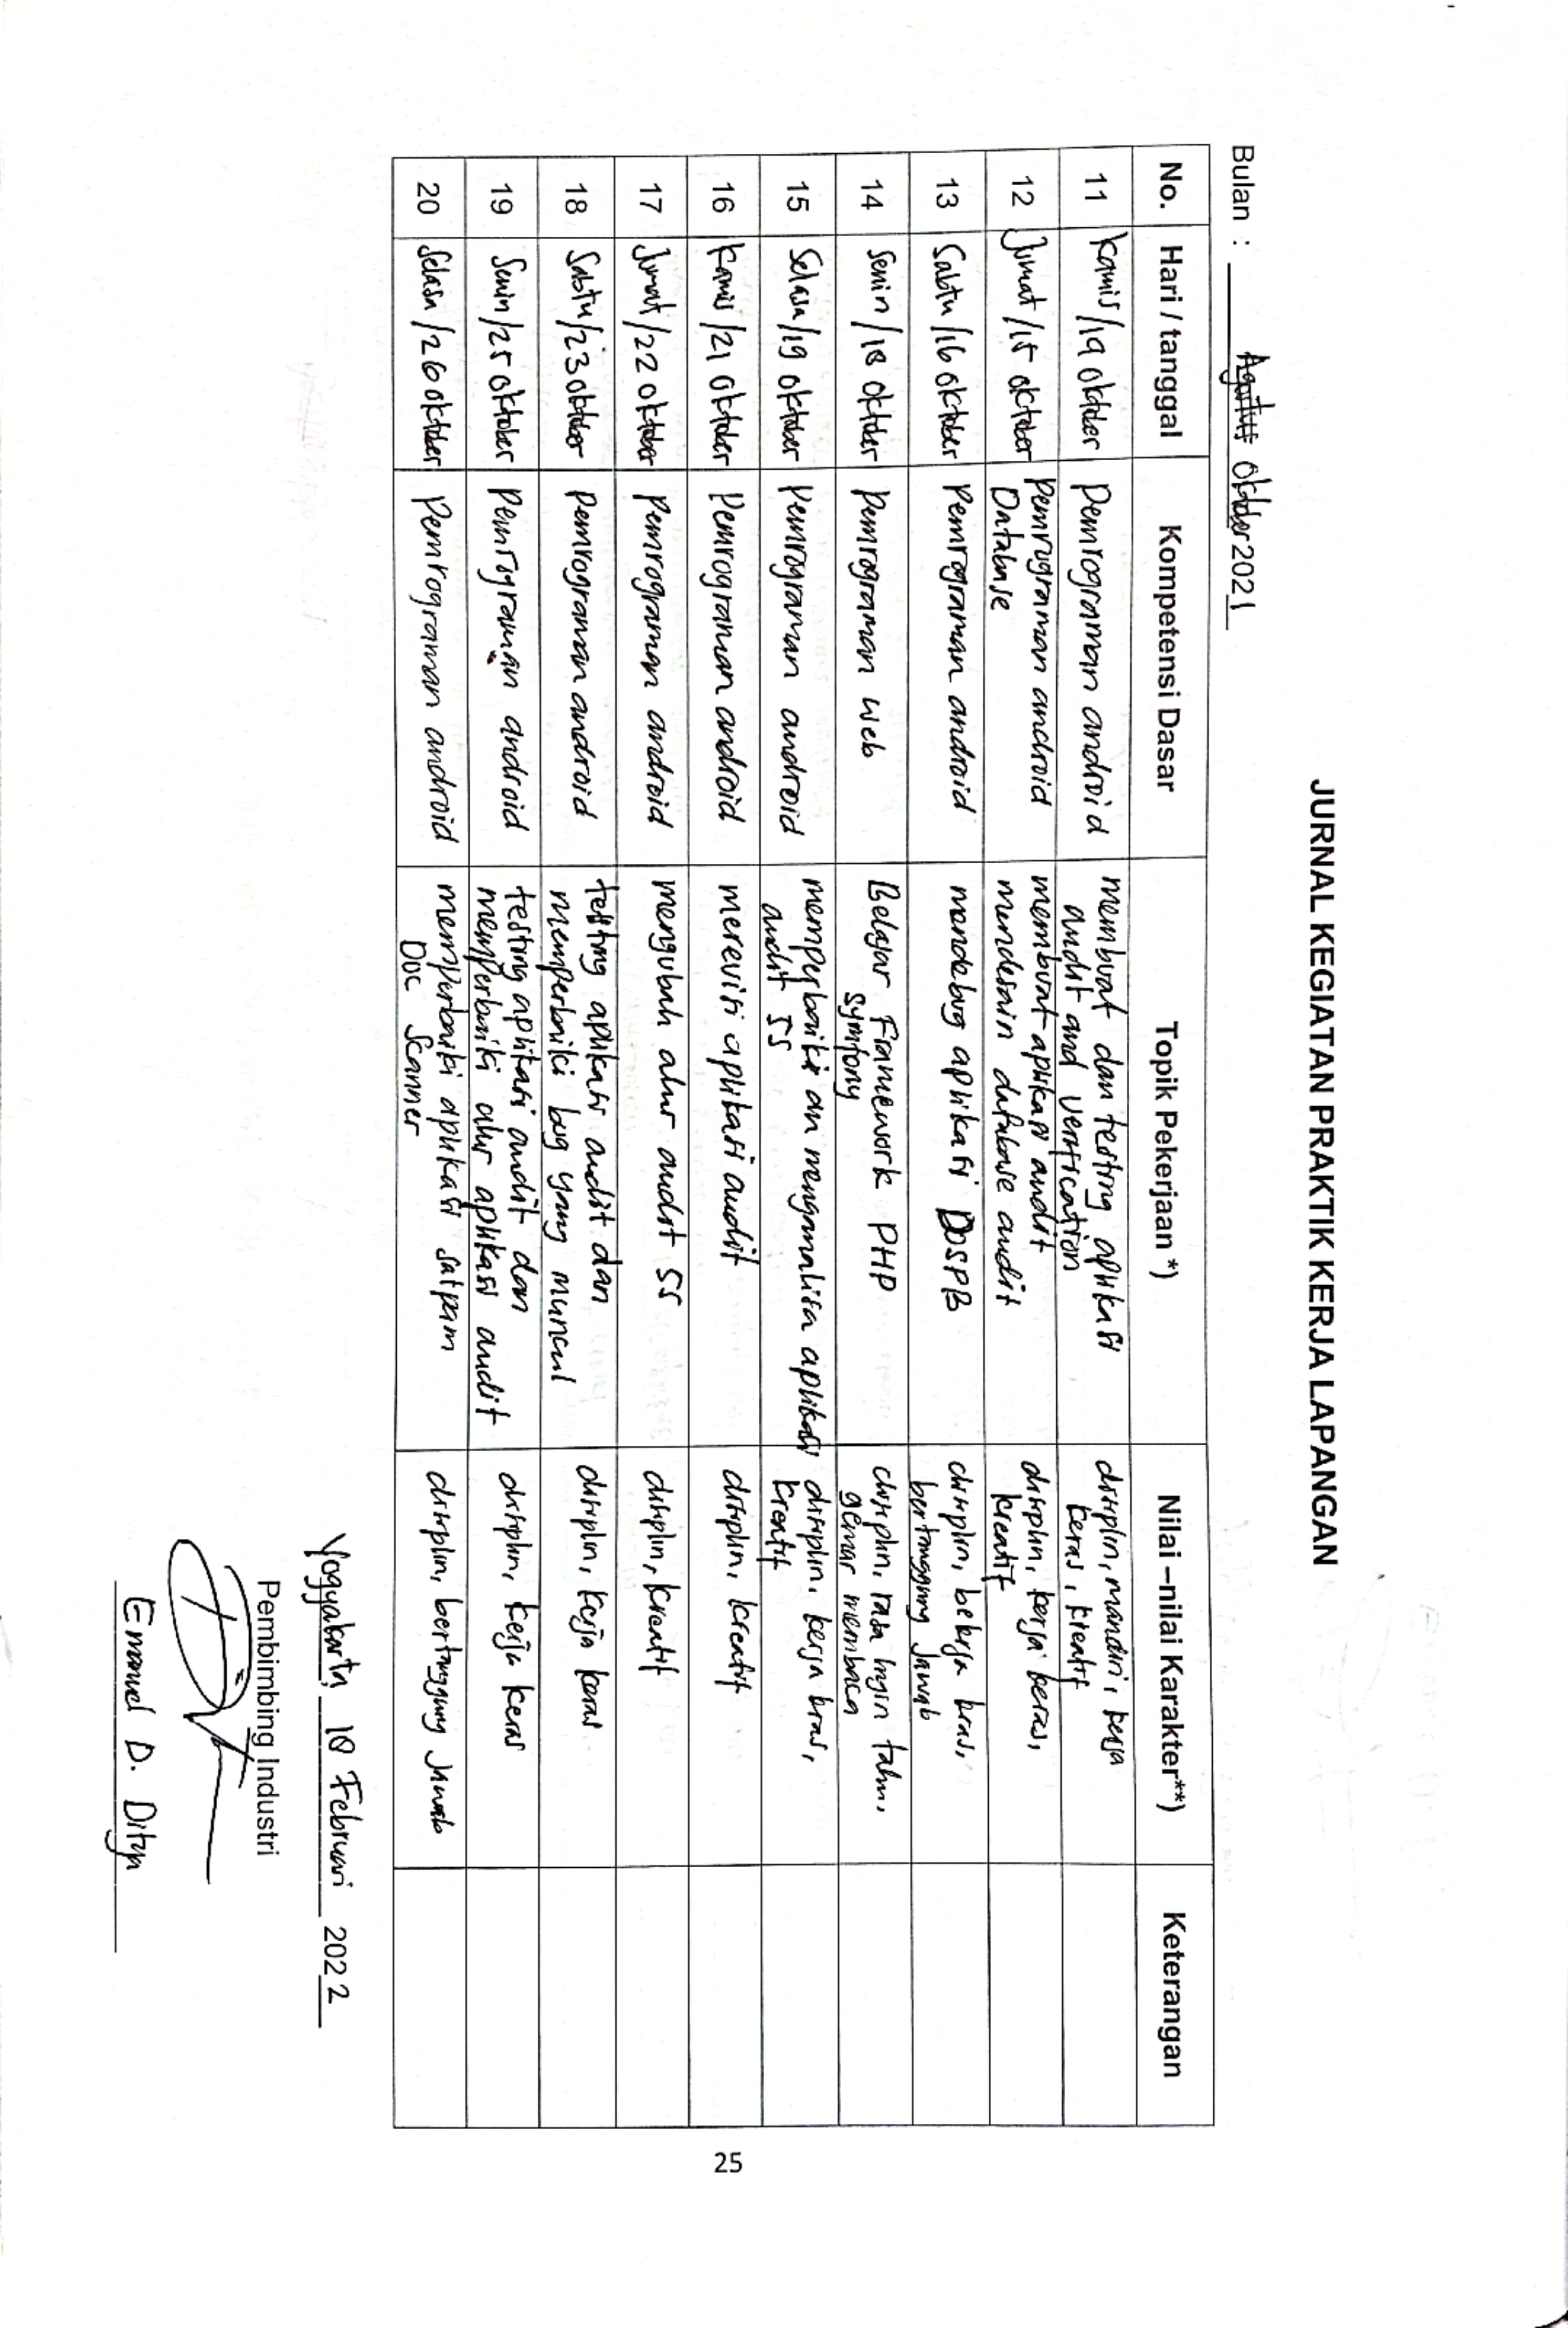 JURNAL KEGIATAN PRAKTIK KERJA LAPANGAN
Bulan : Agustus Oktober 2021
No. Hari / tanggal Kompetensi Dasar Topik Pekerjaan *) Nilai –nilai Karakter**) Keterangan
11 Kamis/14 Oktober Pemrograman android membuat dan testing aplikasi disiplin, mandiri, kerja
audit and verification keras, kreatif
12 Jumat/15 Oktober Pemrograman android membuat aplikasi audit disiplin, kerja keras,
Database mendesain database audit kreatif
13 Sabtu/16 Oktober Pemrograman android mendebug aplikasi DOSPB disiplin, bekerja keras,
bertanggung Jawab
14 Senin/18 Oktober Pemrograman web Belajar Framework PHP disiplin, rasa ingin tahu,
symfony gemar membaca
15 Selasa/19 Oktober Pemrograman android memperbaiki an menganalisa aplikasi disiplin, kerja keras,
audit 5S kreatif
16 Kamis/21 Oktober Pemrograman android merevisi aplikasi audit disiplin, kreatif
17 Jumat/22 Oktober Pemrograman android mengubah alur audit 5S disiplin, kreatif
18 Sabtu/23 Oktober Pemrograman android testing aplikasi audit dan disiplin, kerja keras
memperbaiki bug yang muncul
19 Senin/25 Oktober Pemrograman android testing aplikasi audit dan disiplin, kerja keras
memperbaiki alur aplikasi audit
20 Selasa/26 Oktober Pemrograman android memperbaiki aplikasi satpam disiplin, bertanggung Jawab
Doc Scanner
Yogyakarta, 10 Februari 2022
Pembimbing Industri
Emanuel D. Ditya
25